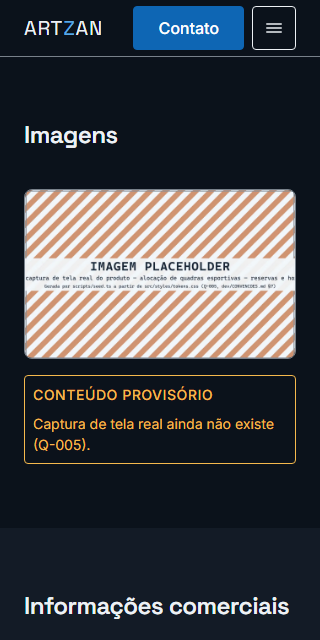 ARTZAN
Contato
Imagens
IMAGEM PLACEHOLDER
captura de tela real do produto — alocação de quadras esportivas — reservas e ho
Gerado por scripts/seed.ts a partir de src/styles/tokens.css (Q-005, dev/CONVENCOES.md §7)
CONTEÚDO PROVISÓRIO
Captura de tela real ainda não existe
(Q-005).
Informações comerciais